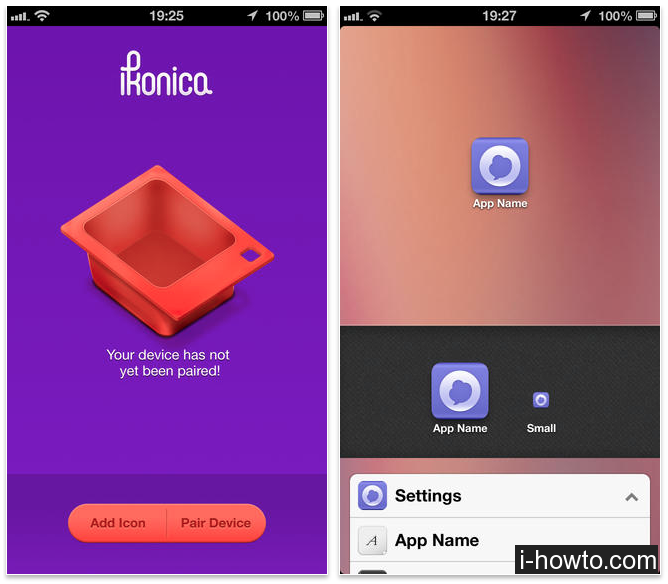 19:25
100%
ıkonica
Your device has not
yet been paired!
Add Icon
Pair Device
19:27
100%
App Name
App Name
Small
Settings
A
App Name
i-howto.com